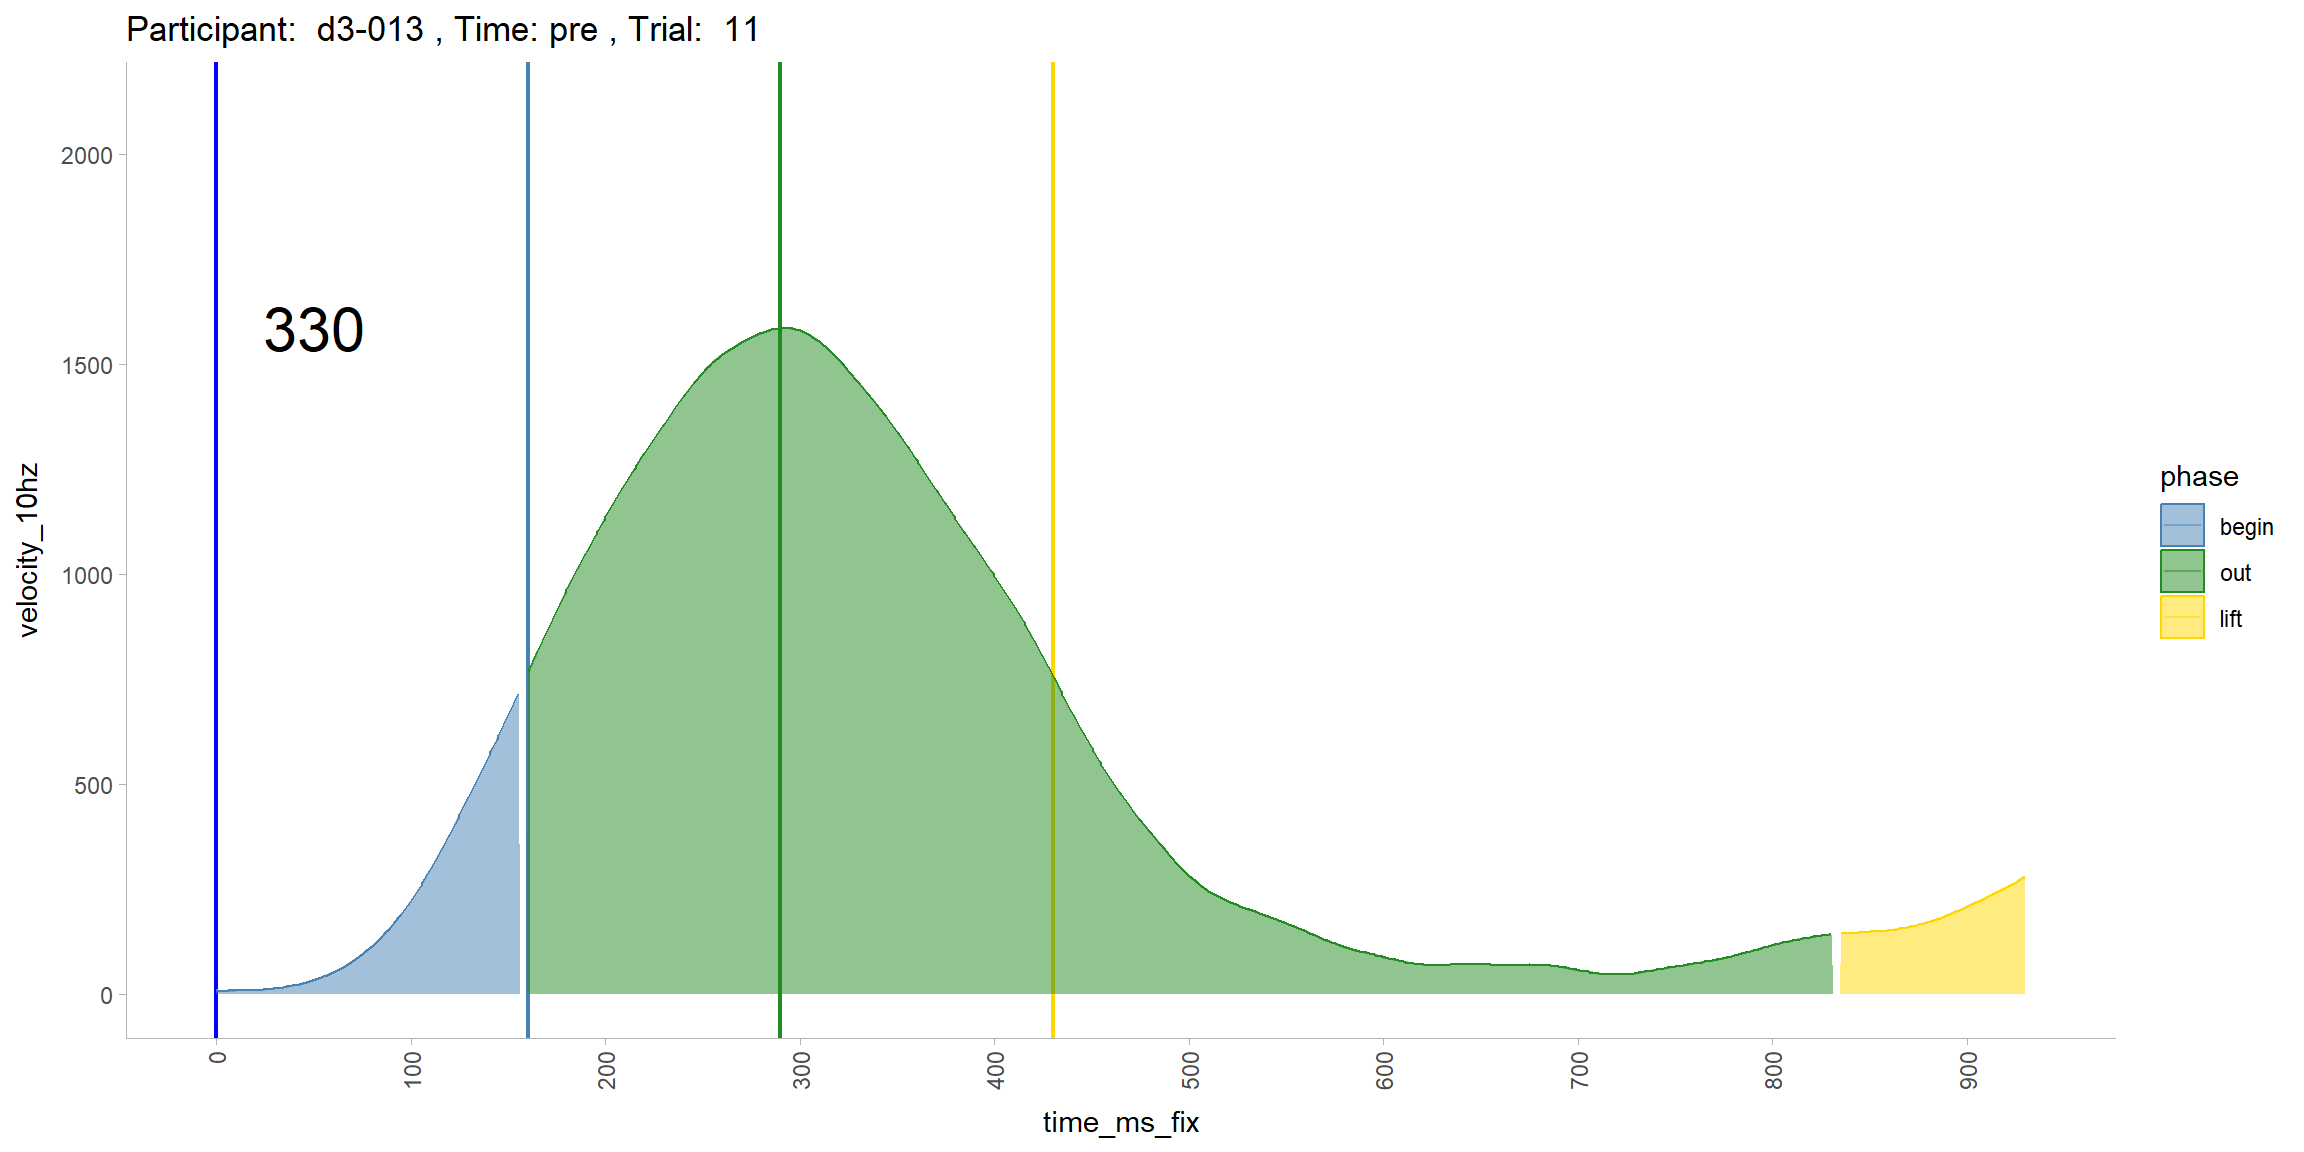 Participant:  d3-013 , Time: pre , Trial:  11
2000
1500
1000
500
0
velocity_10hz
330
0
100
200
300
400
500
600
700
800
900
time_ms_fix
phase
begin
out
lift